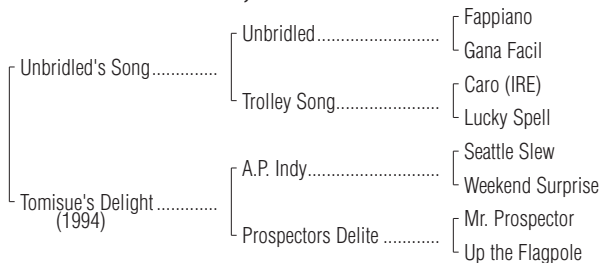 Fappiano
Unbridled....................
Gana Facil
Unbridled's Song.............
Caro (IRE)
Trolley Song.................
Lucky Spell
Seattle Slew
A.P. Indy......................
Weekend Surprise
Tomisue's Delight............
(1994)
Mr. Prospector
Prospectors Delite ...........
Up the Flagpole